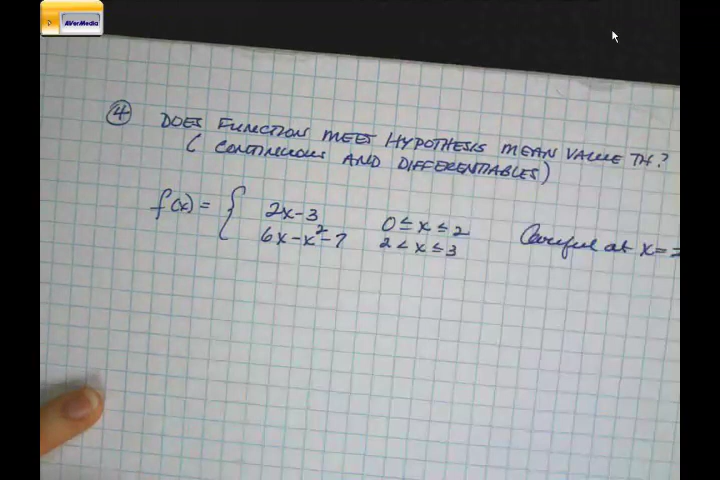 AVerMedia
④ DOES FUNCTION MEET HYPOTHESIS MEAN VALUE TH.?
( CONTINUOUS AND DIFFERENTIABLES)
f(x) = { 2x-3 0 ≤ x ≤ 2
6x-x²-7 2 < x ≤ 3 Careful at x=